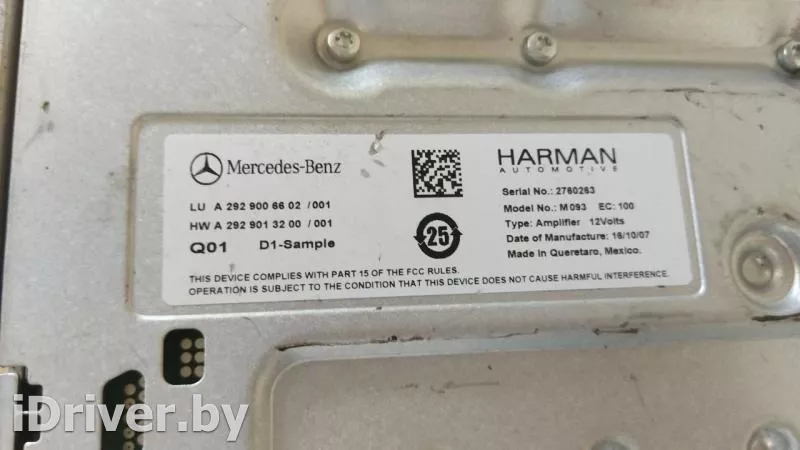 Mercedes-Benz
LU A 292 900 66 02 /001
HW A 292 901 32 00 /001
Q01 D1-Sample
25
HARMAN
AUTOMOTIVE
Serial No.: 2760263
Model No.: M 093 EC: 100
Type: Amplifier 12Volts
Date of Manufacture: 16/10/07
Made in Queretaro, Mexico.
THIS DEVICE COMPLIES WITH PART 15 OF THE FCC RULES.
OPERATION IS SUBJECT TO THE CONDITION THAT THIS DEVICE DOES NOT CAUSE HARMFUL INTERFERENCE.
iDriver.by